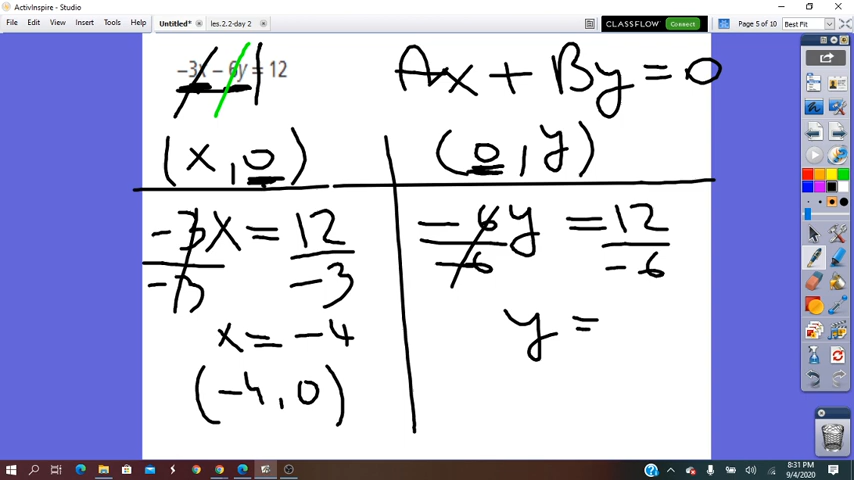 ActivInspire - Studio
File Edit View Insert Tools Help
Untitled* les.2.2-day 2
CLASSFLOW Connect Page 5 of 10 Best Fit
-3x - 6y = 12
Ax + By = 0
(x, 0)
(0, y)
-3x = 12
-3 -3
x = -4
(-4, 0)
-6y = 12
-6 -6
y =
8:31 PM
9/4/2020